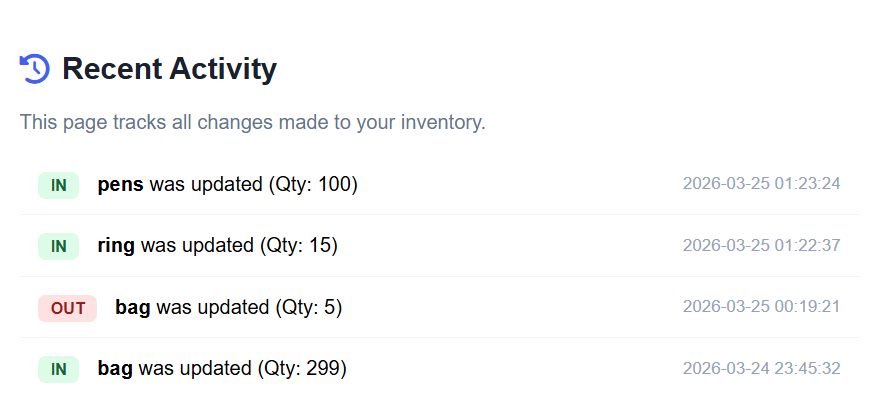 Recent Activity
This page tracks all changes made to your inventory.
IN pens was updated (Qty: 100) 2026-03-25 01:23:24
IN ring was updated (Qty: 15) 2026-03-25 01:22:37
OUT bag was updated (Qty: 5) 2026-03-25 00:19:21
IN bag was updated (Qty: 299) 2026-03-24 23:45:32